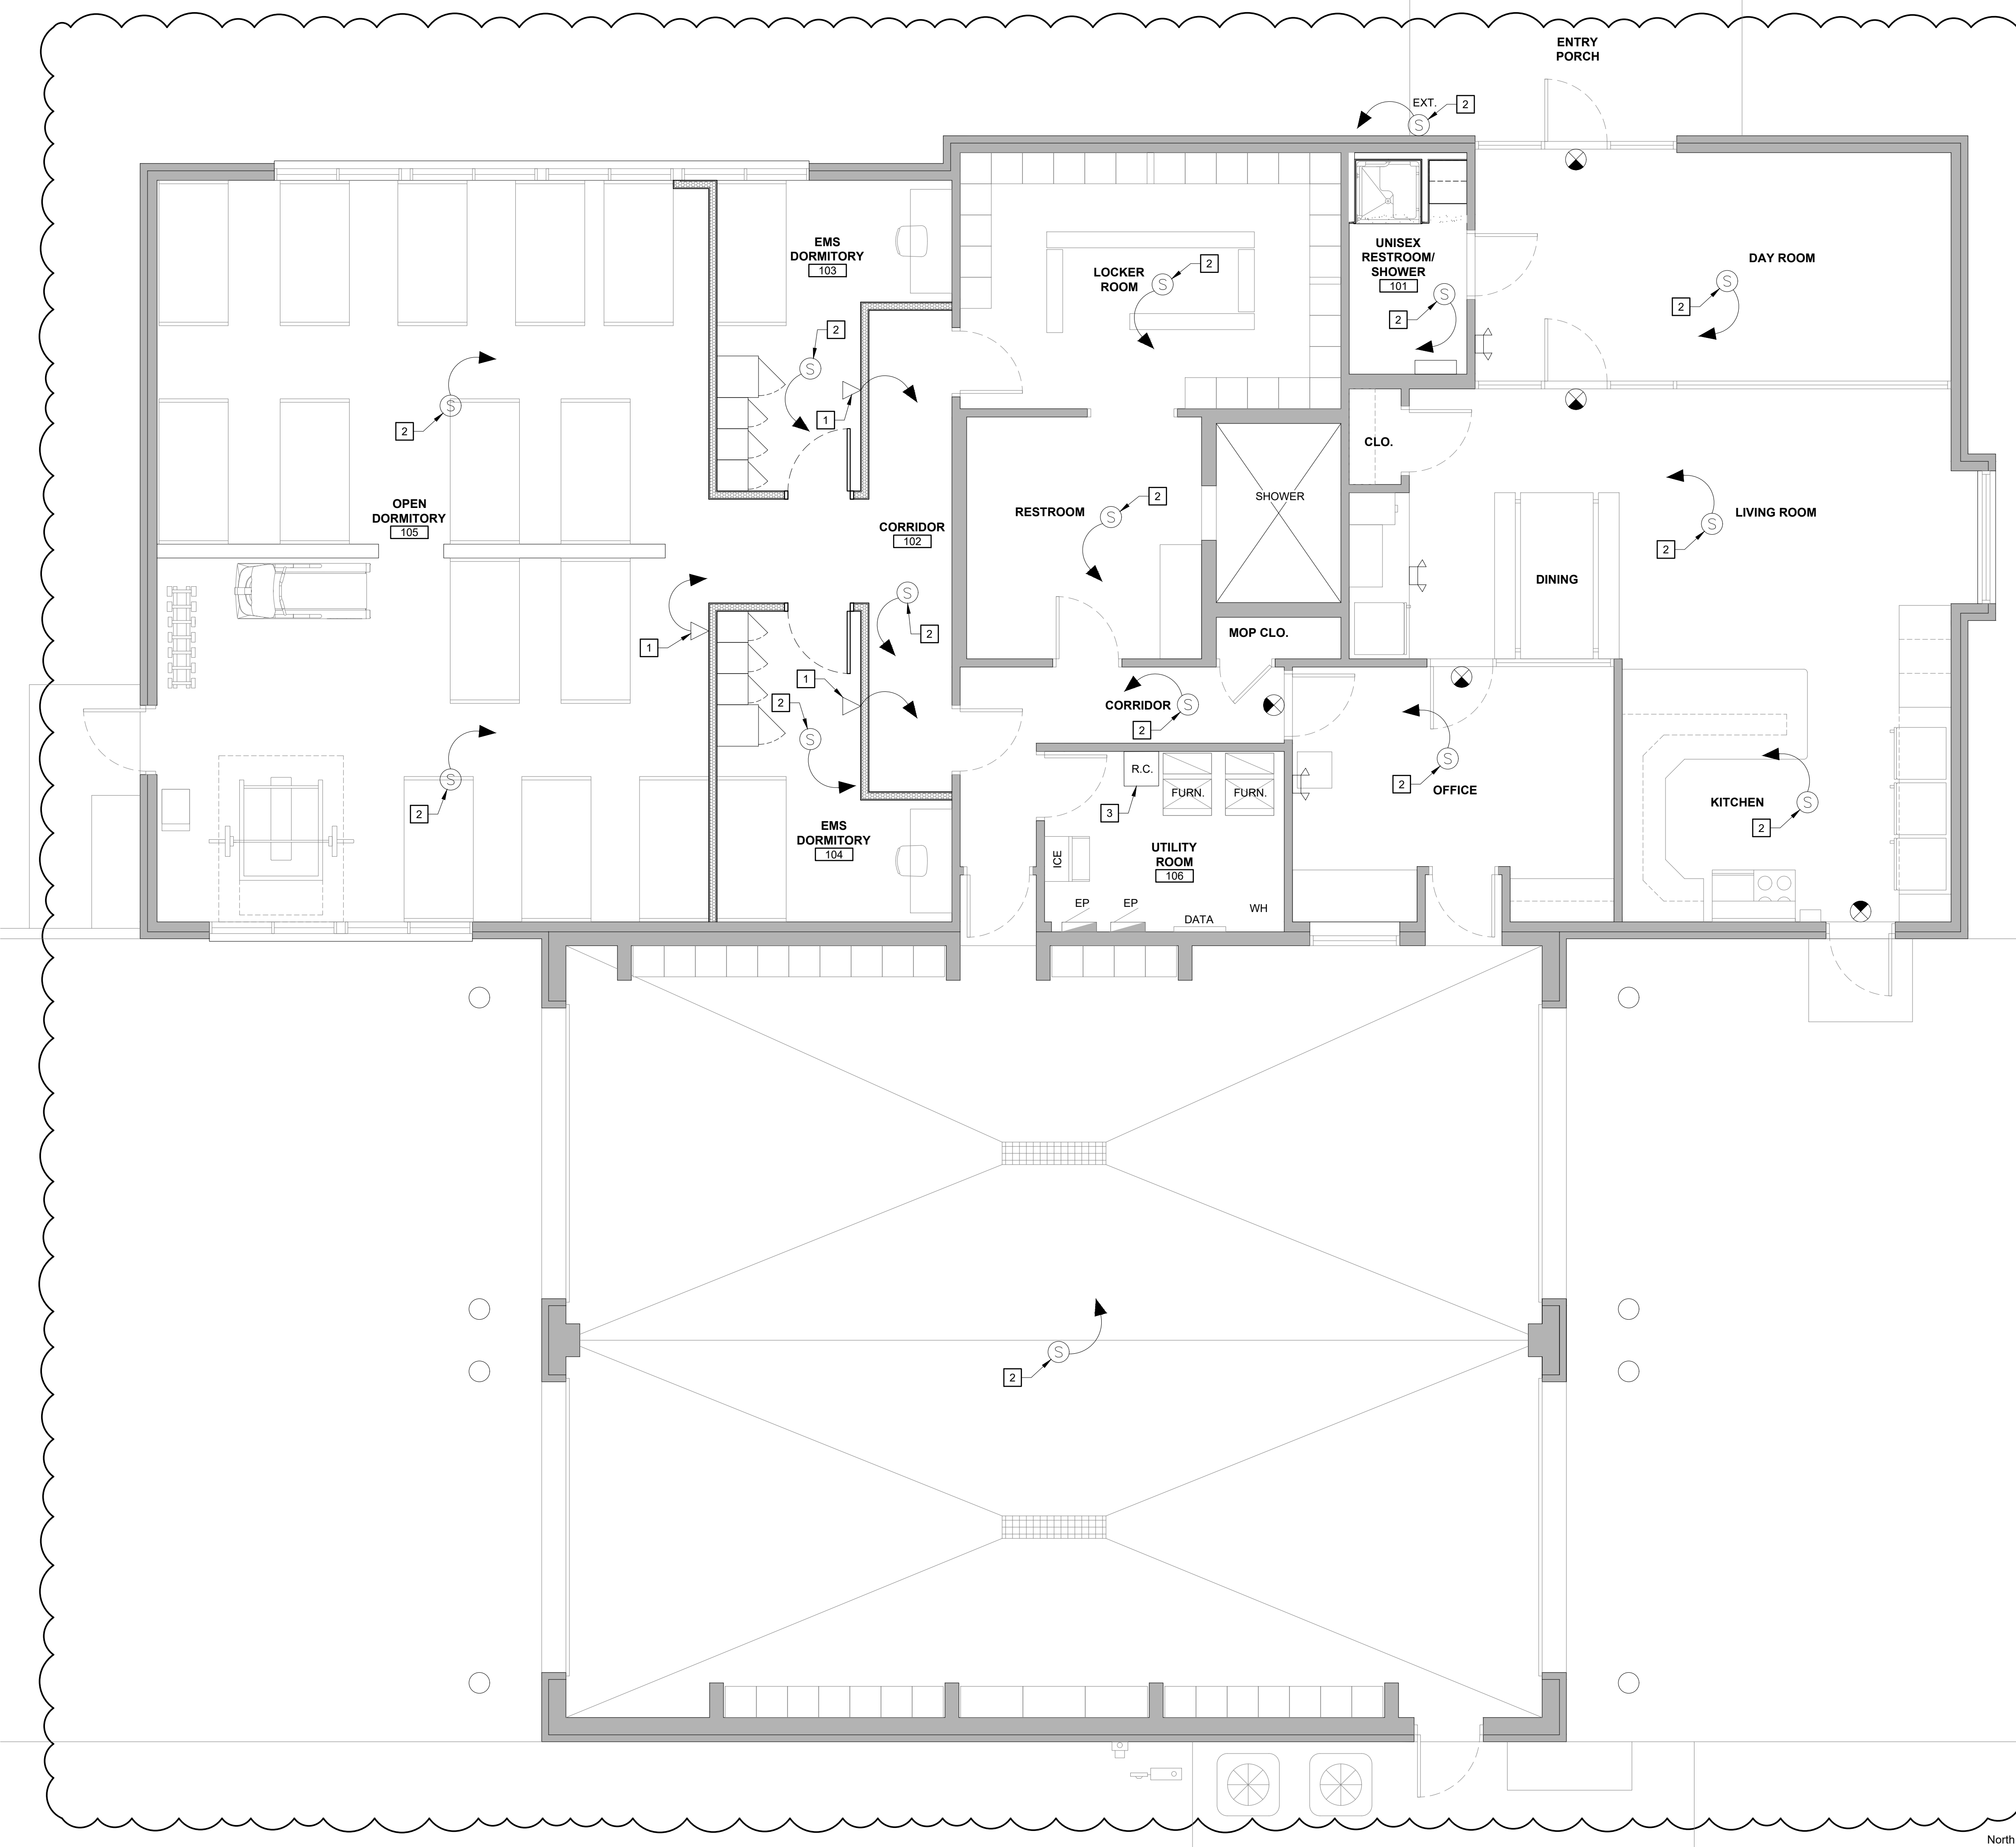 ENTRY
PORCH
EXT.
2
S
EMS
DORMITORY
103
LOCKER
ROOM
2
S
UNISEX
RESTROOM/
SHOWER
101
S
2
DAY ROOM
S
2
2
S
1
S
2
CLO.
OPEN
DORMITORY
105
CORRIDOR
102
RESTROOM
2
S
SHOWER
LIVING ROOM
S
2
DINING
S
2
1
MOP CLO.
1
2
S
CORRIDOR
S
2
S
2
S
2
OFFICE
R.C.
3
FURN.
FURN.
KITCHEN
S
2
EMS
DORMITORY
104
UTILITY
ROOM
106
ICE
EP
EP
DATA
WH
S
2
North